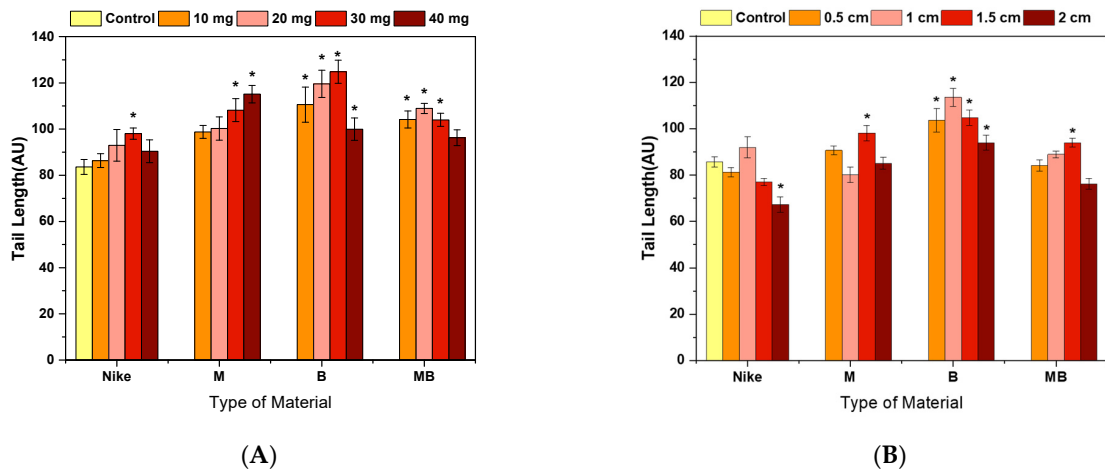 Control 10 mg 20 mg 30 mg 40 mg
140
120
100
80
60
40
20
0
Tail Length(AU)
* * * * * * * * * *
Nike M B MB
Type of Material
(A)
Control 0.5 cm 1 cm 1.5 cm 2 cm
140
120
100
80
60
40
20
0
Tail Length(AU)
* * * * * * *
Nike M B MB
Type of Material
(B)